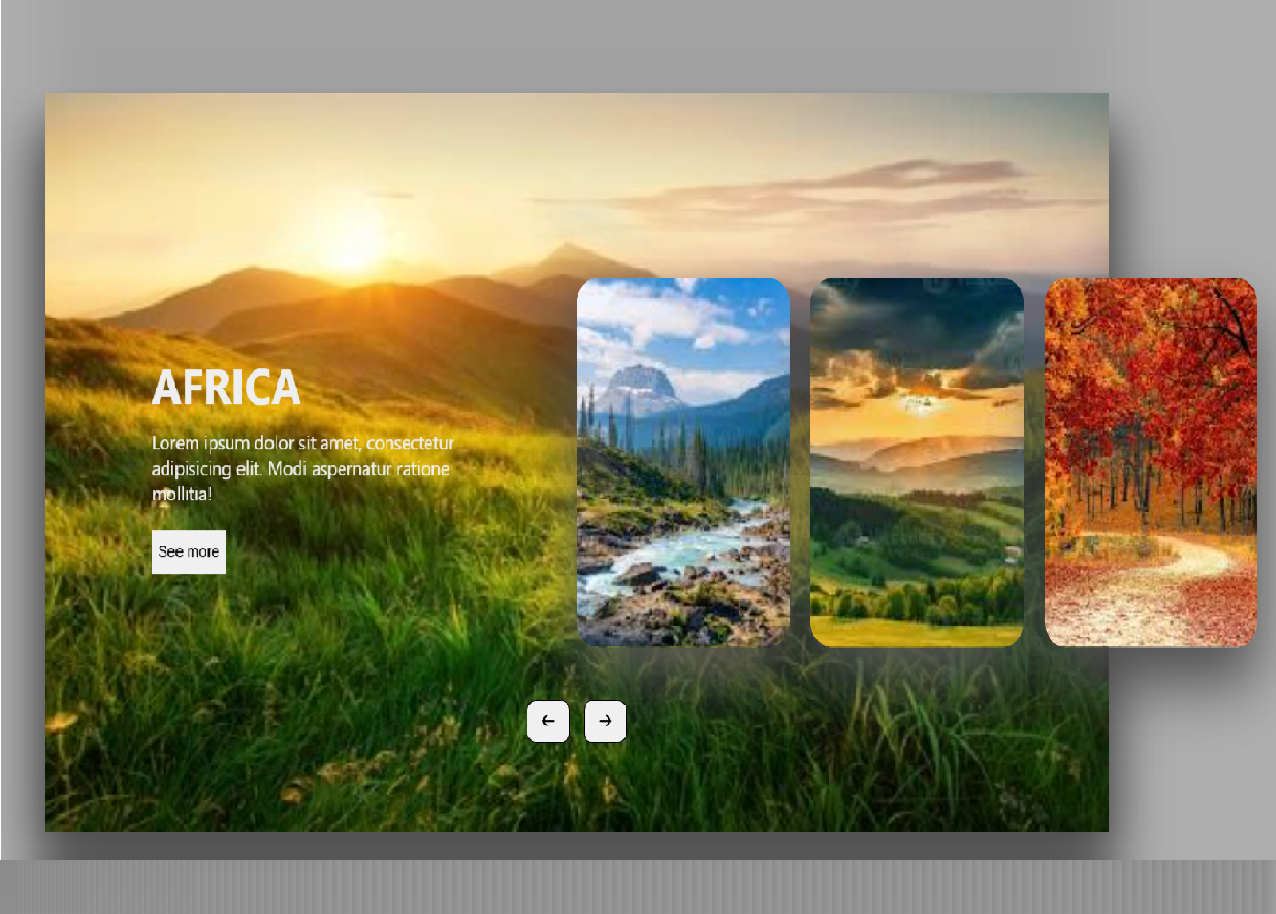 AFRICA
Lorem ipsum dolor sit amet, consectetur
adipisicing elit. Modi aspernatur ratione
mollitia!
See more